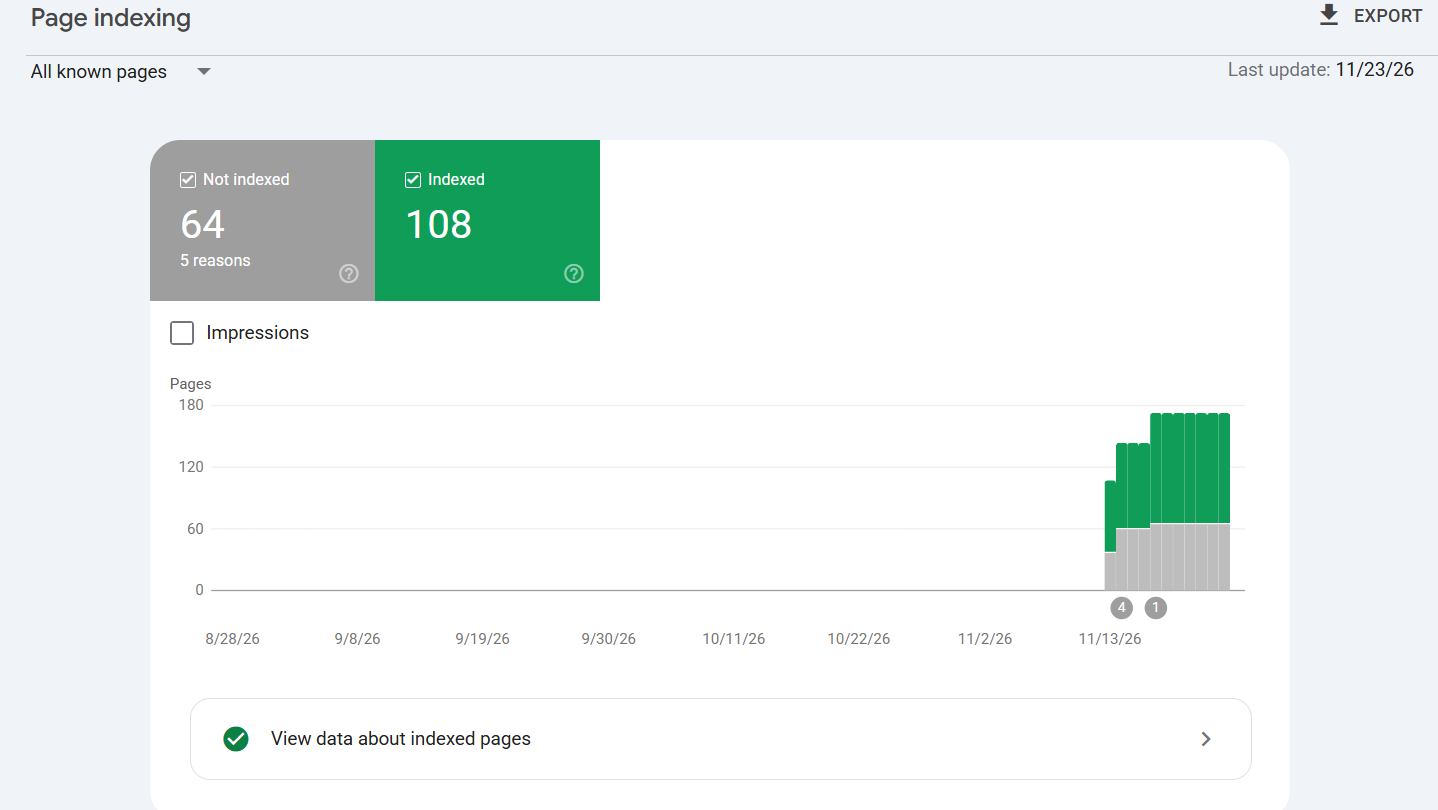 Page indexing
EXPORT
All known pages
Last update: 11/23/26
Not indexed
64
5 reasons
Indexed
108
Impressions
Pages
180
120
60
0
4
1
8/28/26
9/8/26
9/19/26
9/30/26
10/11/26
10/22/26
11/2/26
11/13/26
View data about indexed pages